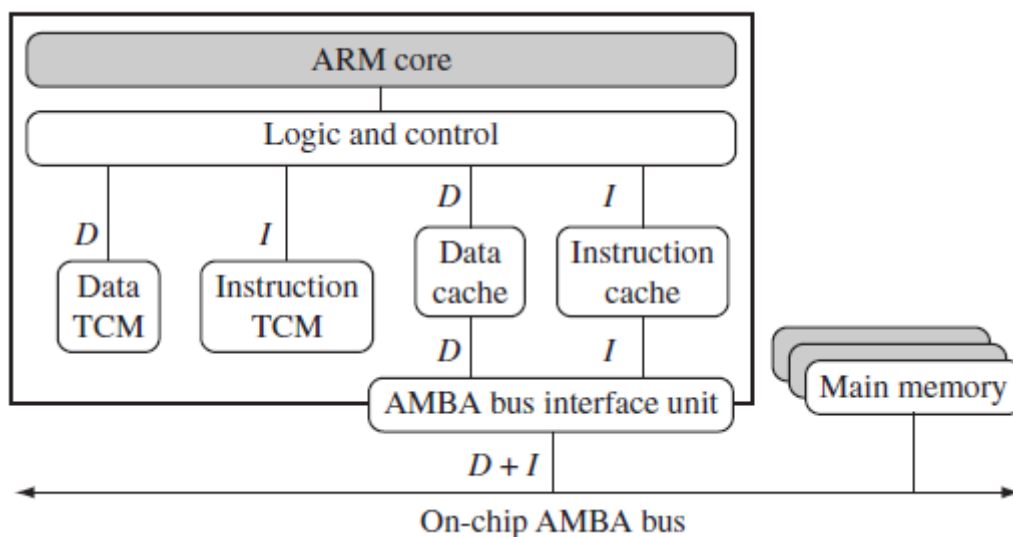 ARM core
Logic and control
D
I
D
I
Data
TCM
Instruction
TCM
Data
cache
Instruction
cache
D
I
AMBA bus interface unit
Main memory
D + I
On-chip AMBA bus